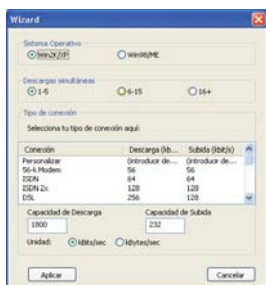 Wizard
Sistema Operativo
Win2K/XP Win98/ME
Descargas simultáneas
1-5 6-15 16+
Tipo de conexión
Selecciona tu tipo de conexión aquí:
Conexión Descarga (kb... Subida (kbit/s)
Personalizar (introducir de... (introducir de...
56-k Modem 56 56
ISDN 64 64
ISDN 2x 128 128
DSL 256 128
Capacidad de Descarga Capacidad de Subida
1800 232
Unidad: kBits/sec kBytes/sec
Aplicar Cancelar